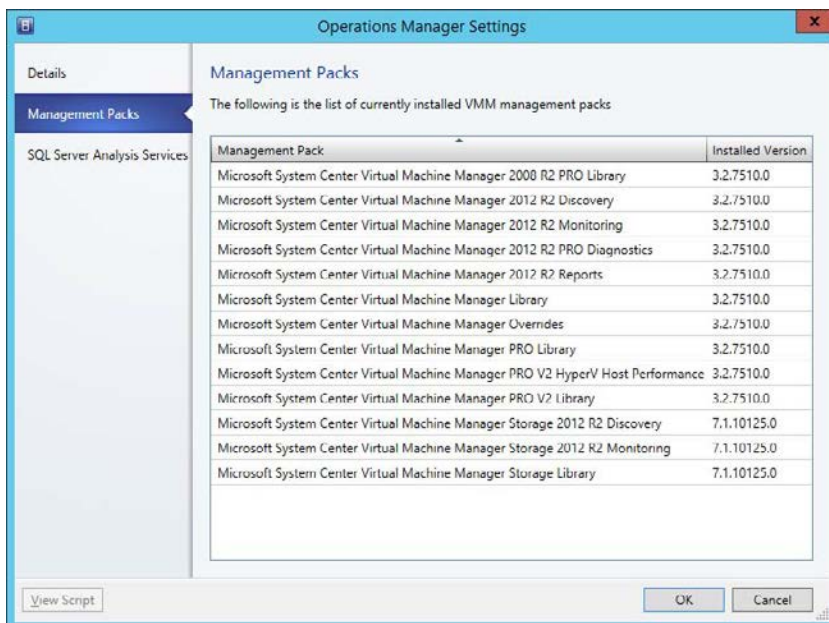 Operations Manager Settings
x
Details
Management Packs
SQL Server Analysis Services
Management Packs
The following is the list of currently installed VMM management packs
Management Pack Installed Version
Microsoft System Center Virtual Machine Manager 2008 R2 PRO Library 3.2.7510.0
Microsoft System Center Virtual Machine Manager 2012 R2 Discovery 3.2.7510.0
Microsoft System Center Virtual Machine Manager 2012 R2 Monitoring 3.2.7510.0
Microsoft System Center Virtual Machine Manager 2012 R2 PRO Diagnostics 3.2.7510.0
Microsoft System Center Virtual Machine Manager 2012 R2 Reports 3.2.7510.0
Microsoft System Center Virtual Machine Manager Library 3.2.7510.0
Microsoft System Center Virtual Machine Manager Overrides 3.2.7510.0
Microsoft System Center Virtual Machine Manager PRO Library 3.2.7510.0
Microsoft System Center Virtual Machine Manager PRO V2 HyperV Host Performance 3.2.7510.0
Microsoft System Center Virtual Machine Manager PRO V2 Library 3.2.7510.0
Microsoft System Center Virtual Machine Manager Storage 2012 R2 Discovery 7.1.10125.0
Microsoft System Center Virtual Machine Manager Storage 2012 R2 Monitoring 7.1.10125.0
Microsoft System Center Virtual Machine Manager Storage Library 7.1.10125.0
View Script
OK
Cancel